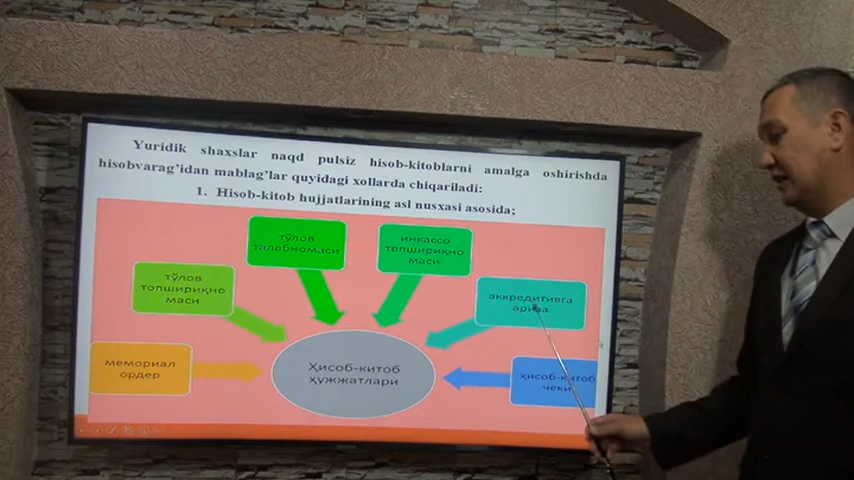 Yuridik shaxslar naqd pulsiz hisob-kitoblarni amalga oshirishda
hisobvarag'idan mablag'lar quyidagi xollarda chiqariladi:
1. Hisob-kitob hujjatlarining asl nusxasi asosida;
тўлов
талабномаси
инкассо
топшириқно
маси
тўлов
топшириқно
маси
аккредитивга
ариза
мемориал
ордер
Ҳисоб-китоб
ҳужжатлари
ҳисоб-китоб
чеки